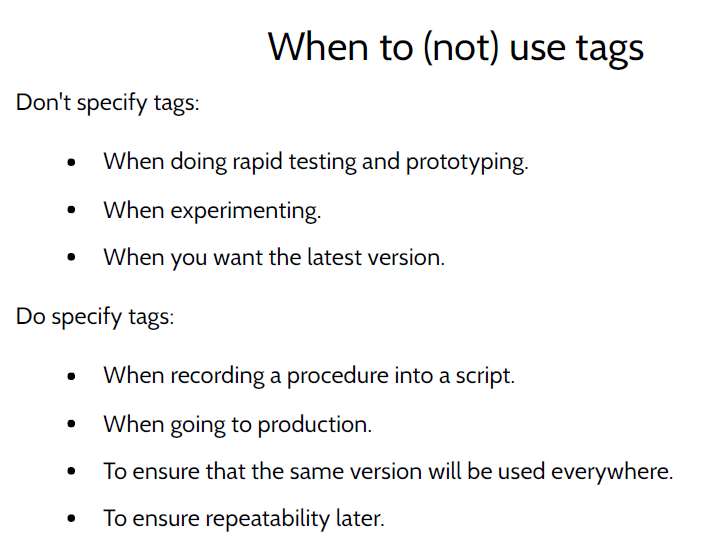 When to (not) use tags
Don't specify tags:
• When doing rapid testing and prototyping.
• When experimenting.
• When you want the latest version.
Do specify tags:
• When recording a procedure into a script.
• When going to production.
• To ensure that the same version will be used everywhere.
• To ensure repeatability later.